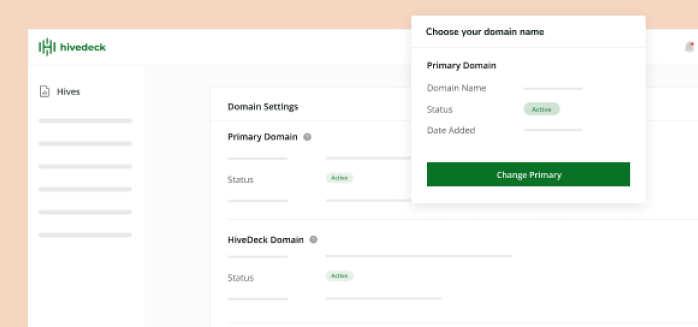 hivedeck
Hives
Domain Settings
Primary Domain
Status Active
HiveDeck Domain
Status Active
Choose your domain name
Primary Domain
Domain Name
Status Active
Date Added
Change Primary